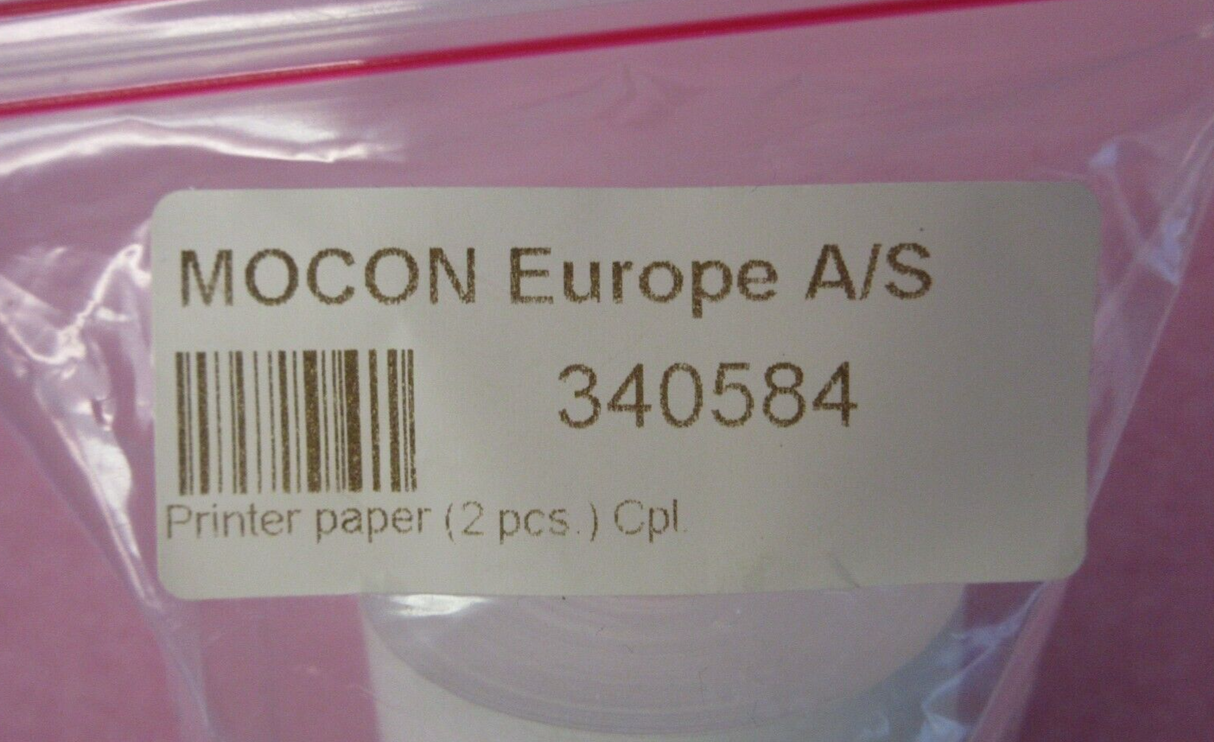 MOCON Europe A/S
340584
Printer paper (2 pcs.) Cpl.